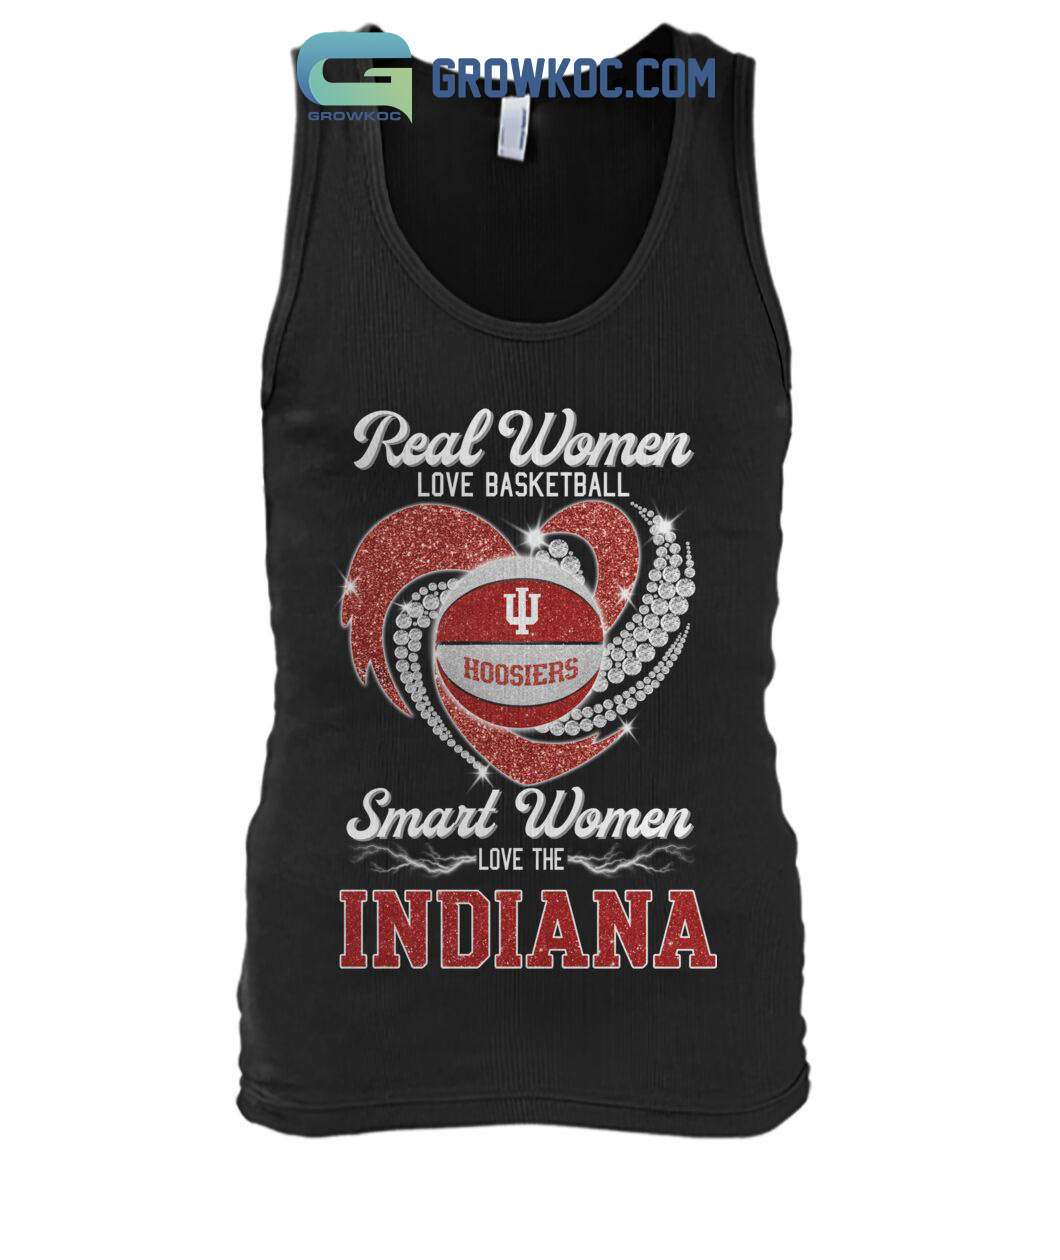 GROWKOC.COM
GROWKOC
Real Women
LOVE BASKETBALL
HOOSIERS
Smart Women
LOVE THE
INDIANA